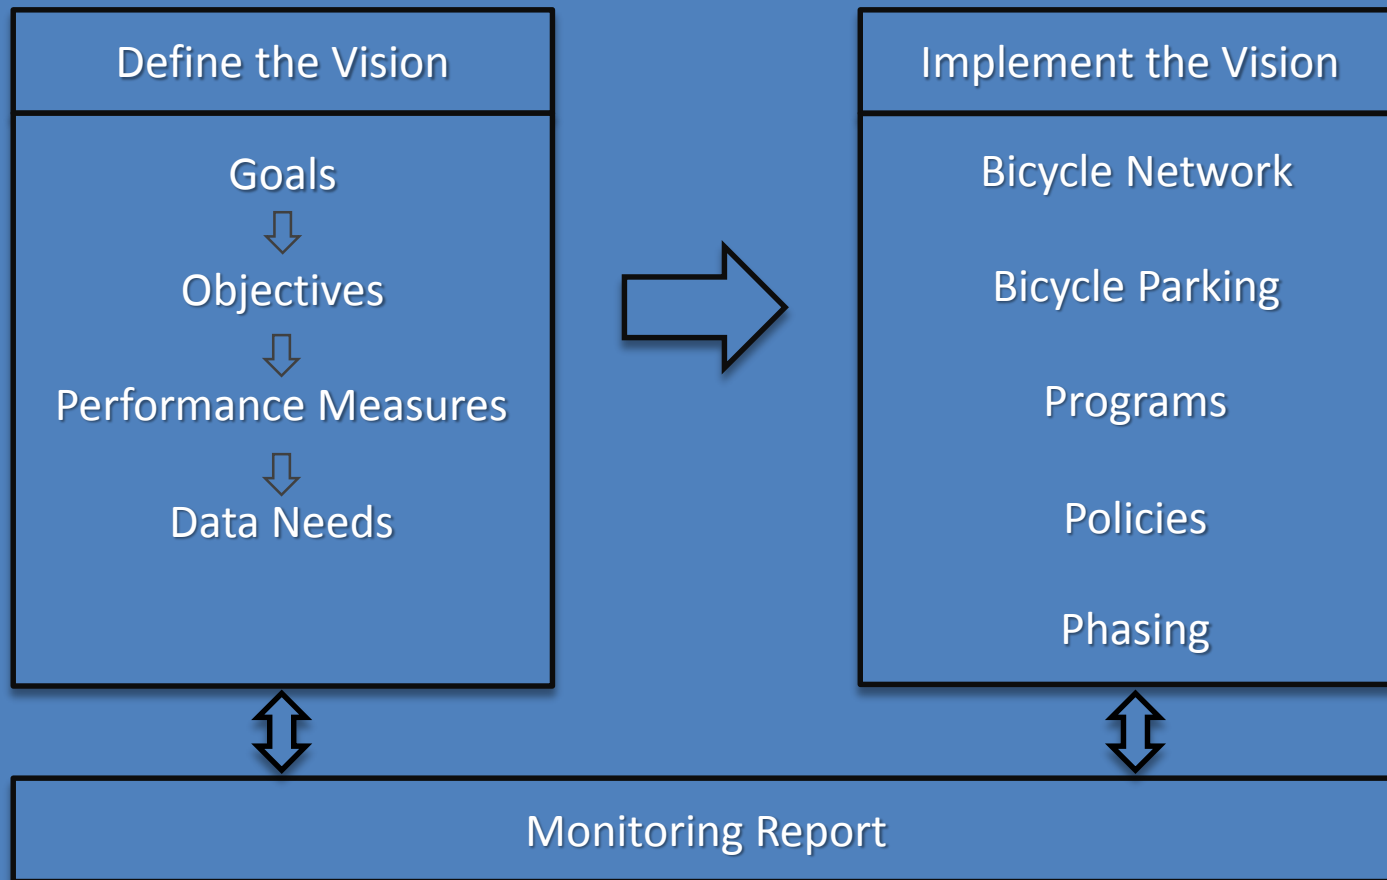 Define the Vision
Goals
Objectives
Performance Measures
Data Needs
Implement the Vision
Bicycle Network
Bicycle Parking
Programs
Policies
Phasing
Monitoring Report